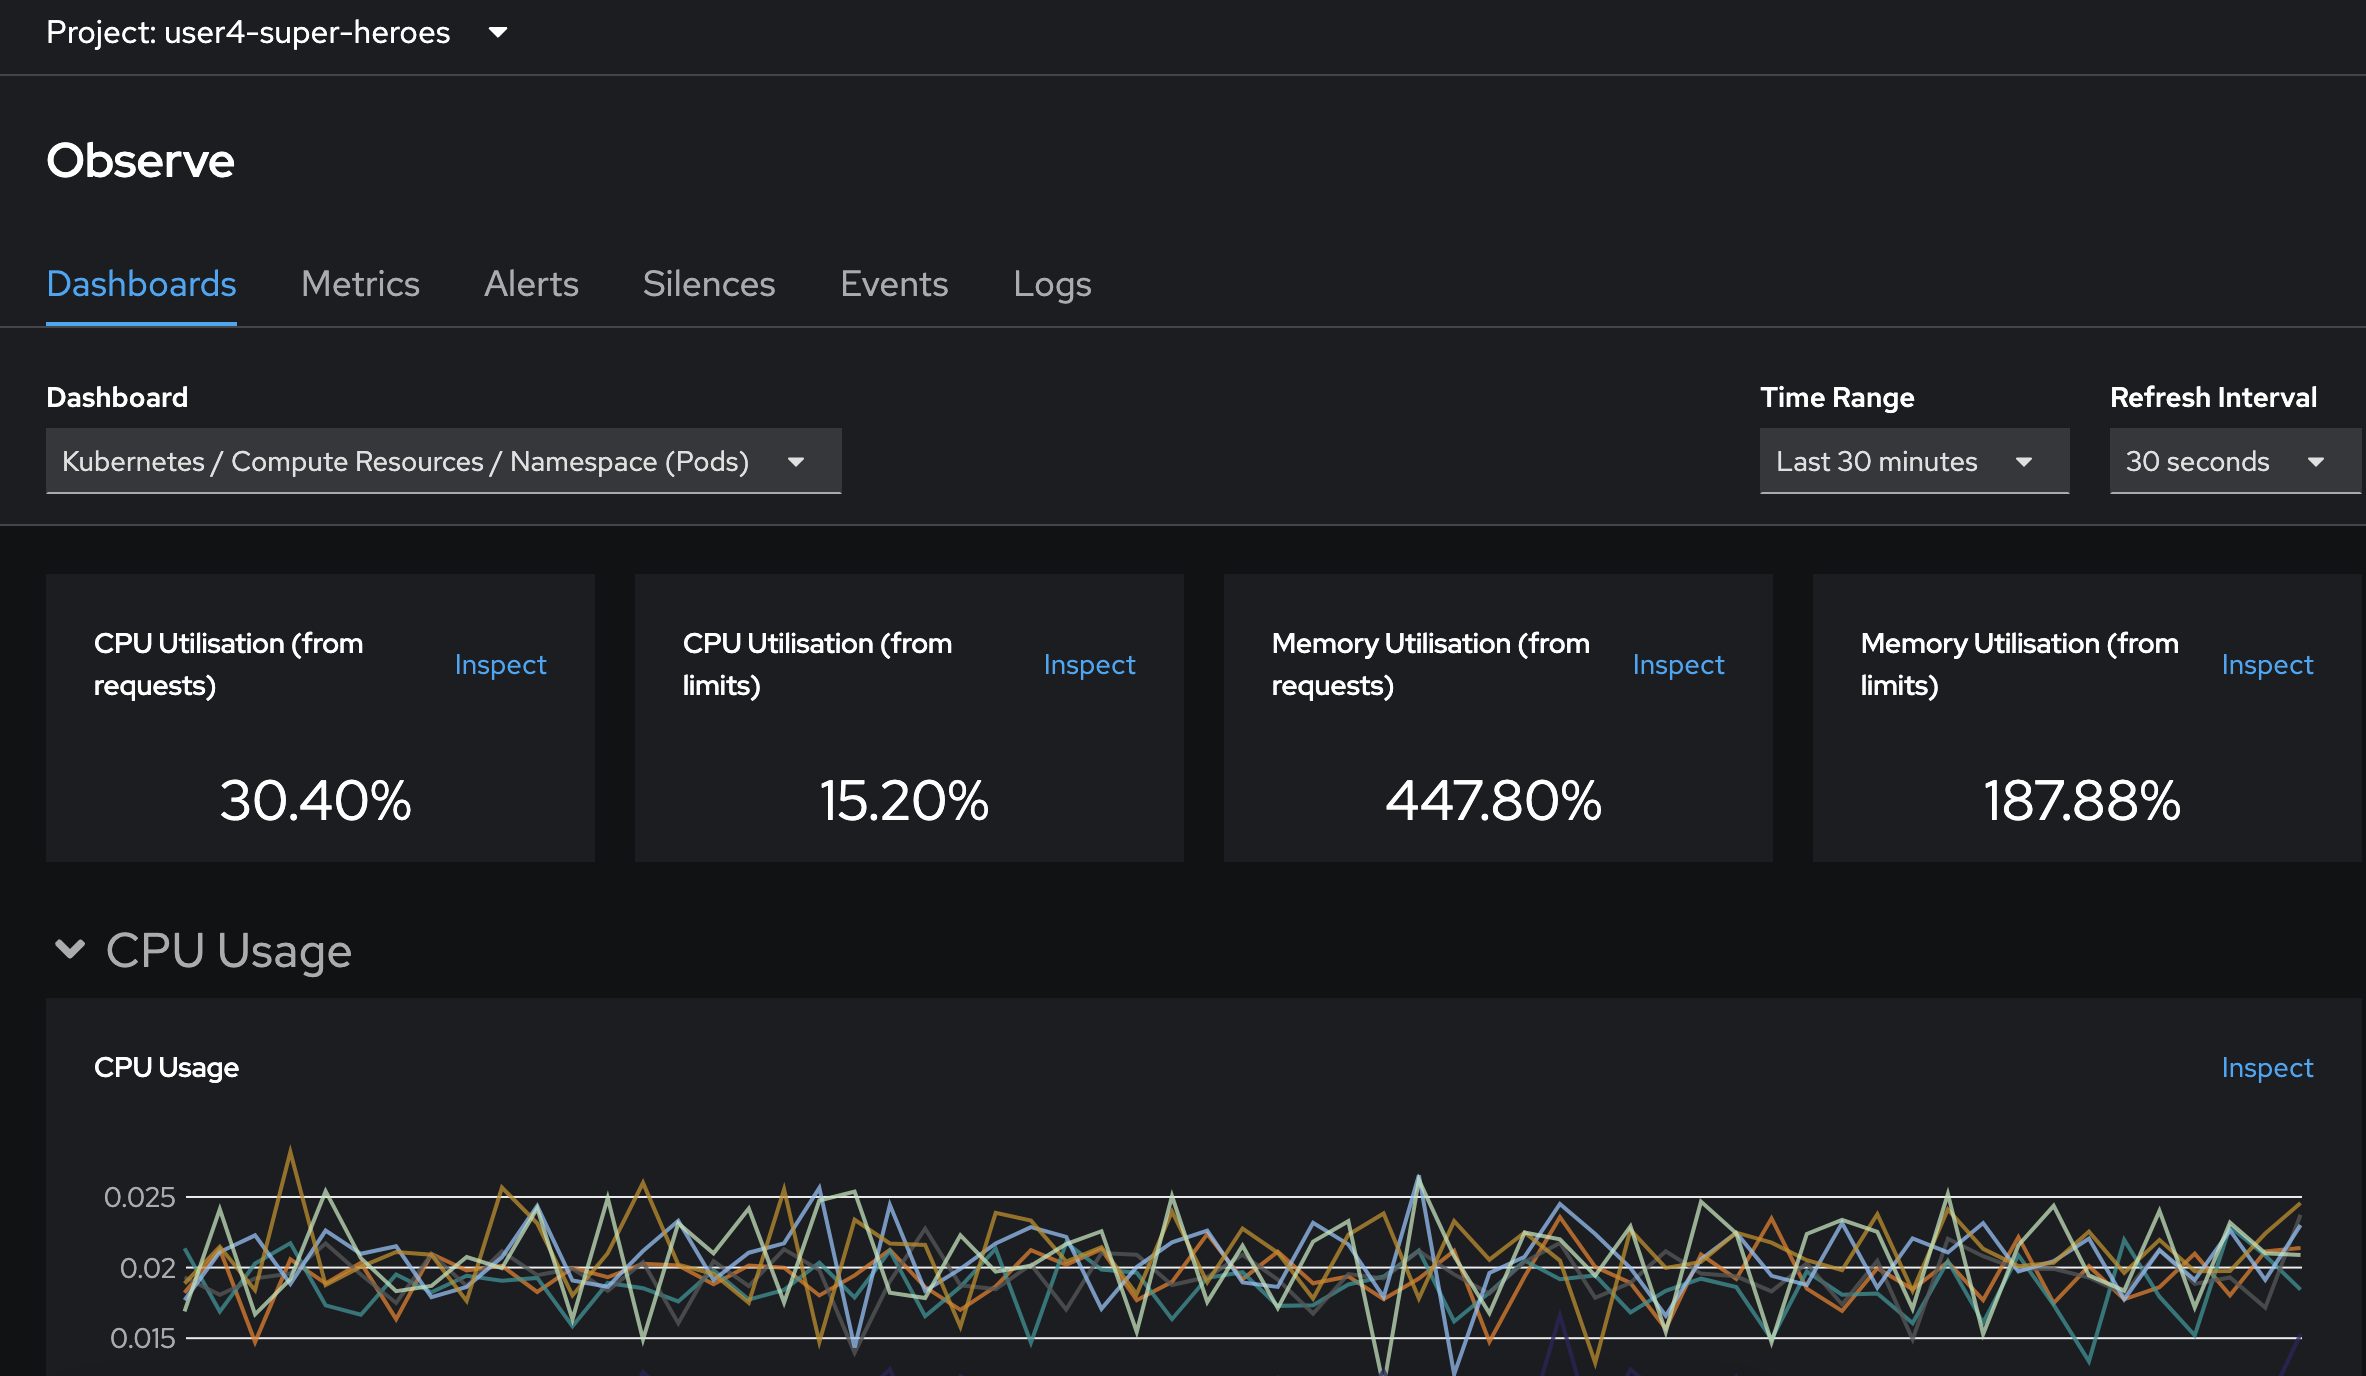 Project: user4-super-heroes
Observe
Dashboards Metrics Alerts Silences Events Logs
Dashboard
Time Range
Refresh Interval
Kubernetes / Compute Resources / Namespace (Pods)
Last 30 minutes
30 seconds
CPU Utilisation (from
requests)
Inspect
30.40%
CPU Utilisation (from
limits)
Inspect
15.20%
Memory Utilisation (from
requests)
Inspect
447.80%
Memory Utilisation (from
limits)
Inspect
187.88%
CPU Usage
CPU Usage
Inspect
0.025
0.02
0.015